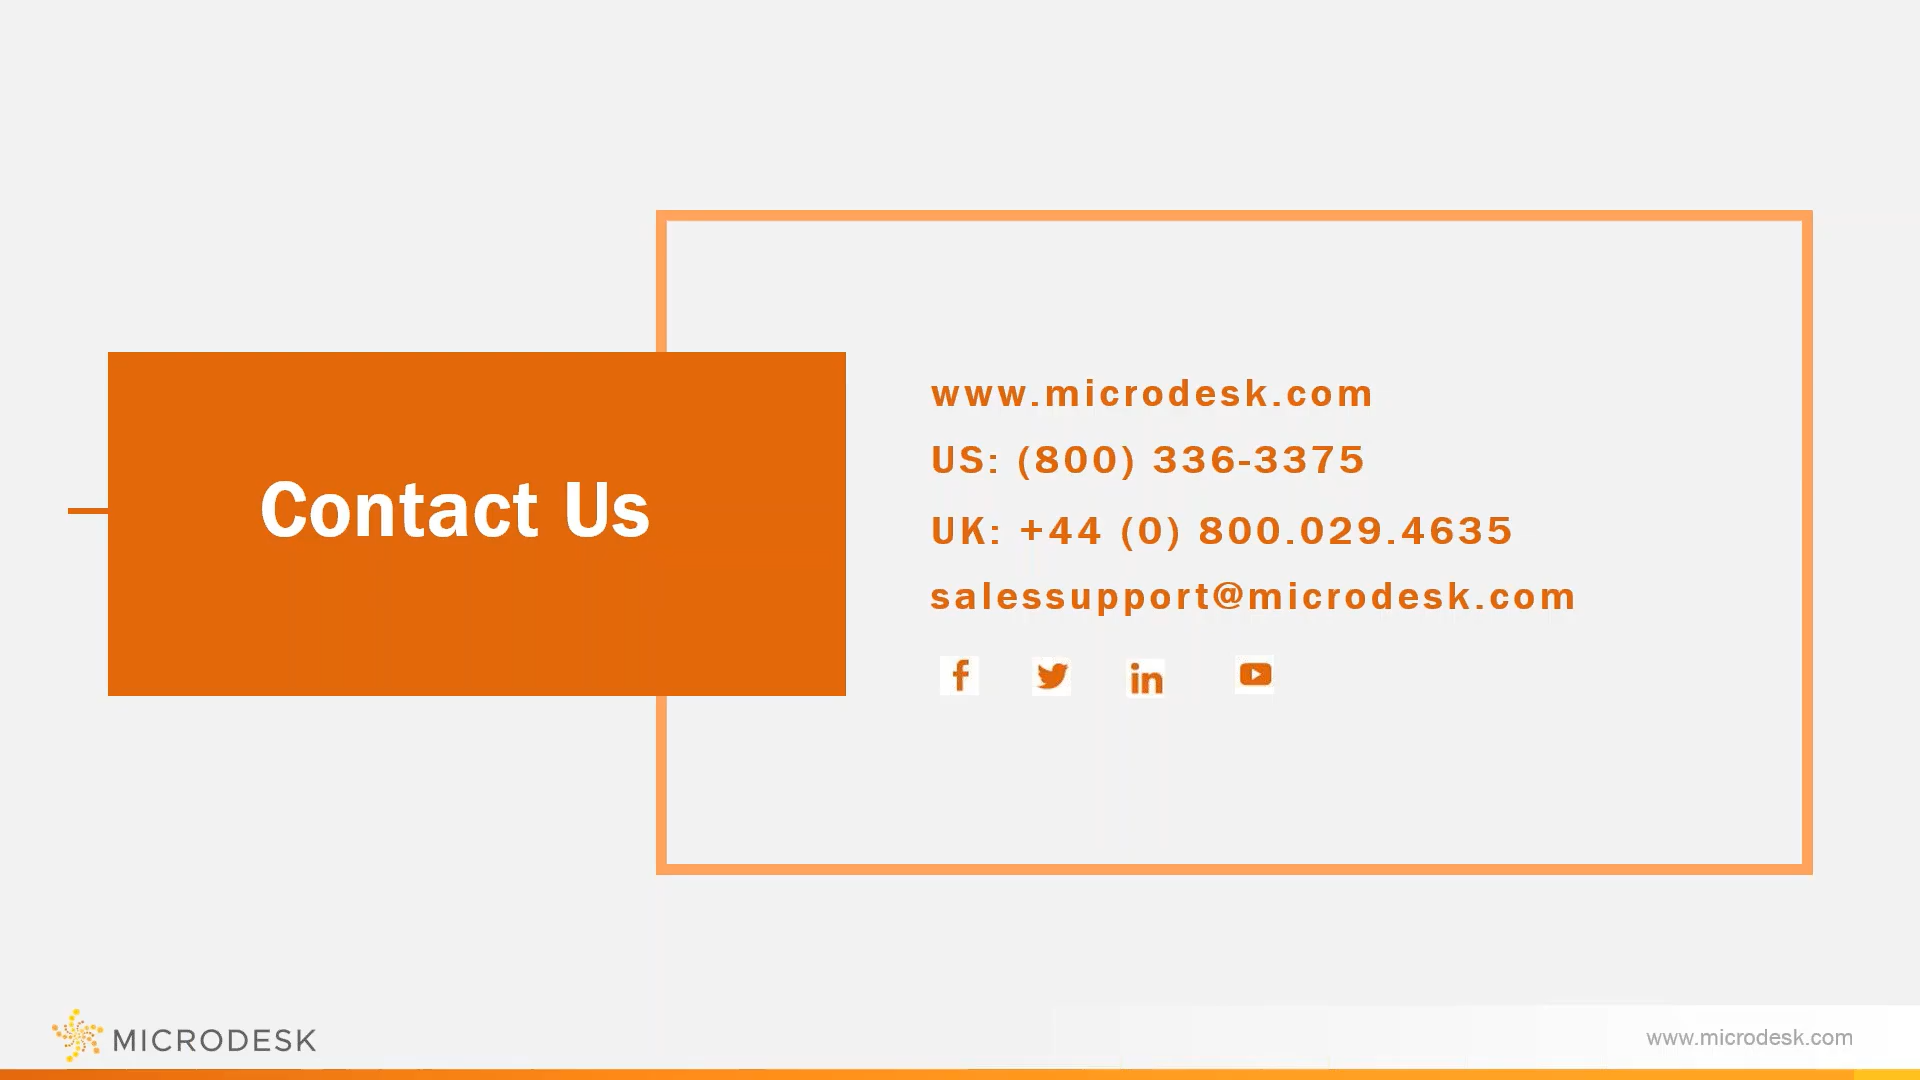 Contact Us
www.microdesk.com
US: (800) 336-3375
UK: +44 (0) 800.029.4635
salessupport@microdesk.com
MICRODESK
www.microdesk.com